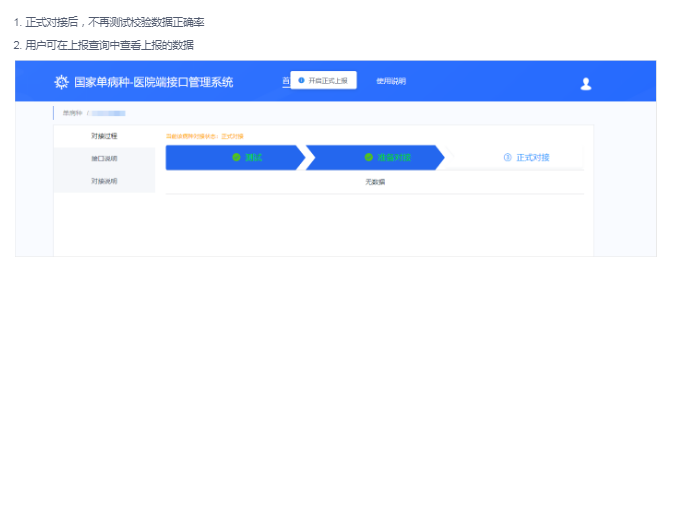 1. 正式对接后，不再测试校验数据正确率
2. 用户可在上报查询中查看上报的数据
国家单病种-医院端接口管理系统
开启正式上报
使用说明
质病种 /
对接过程
当前该病种对接状态：正式对接
测试
准备对接
③ 正式对接
接口说明
无数据
对接说明